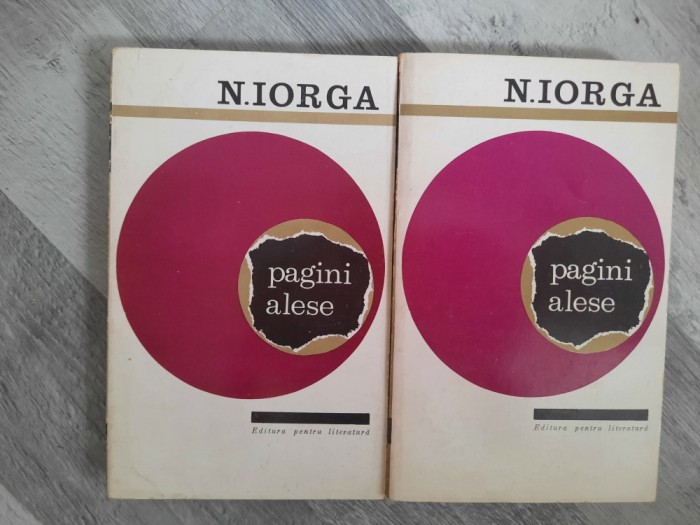 N.IORGA
pagini
alese
Editura pentru literatură
N.IORGA
pagini
alese
Editura pentru literatură